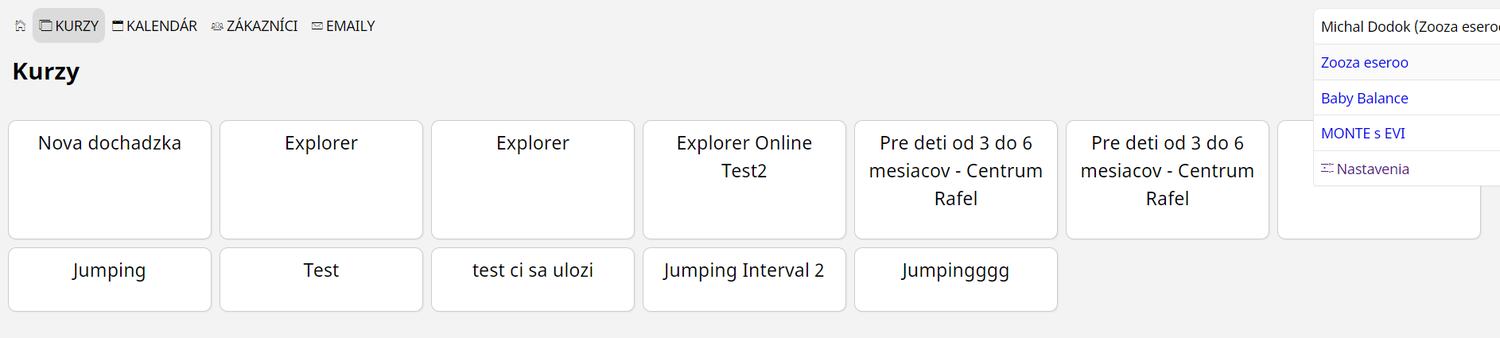 KURZY KALENDÁR ZÁKAZNÍCI EMAILY
Michal Dodok (Zooza eseroo
Zooza eseroo
Baby Balance
MONTE s EVI
Nastavenia
Kurzy
Nova dochadzka
Explorer
Explorer
Explorer Online
Test2
Pre deti od 3 do 6
mesiacov - Centrum
Rafel
Pre deti od 3 do 6
mesiacov - Centrum
Rafel
Jumping
Test
test ci sa ulozi
Jumping Interval 2
Jumpingggg